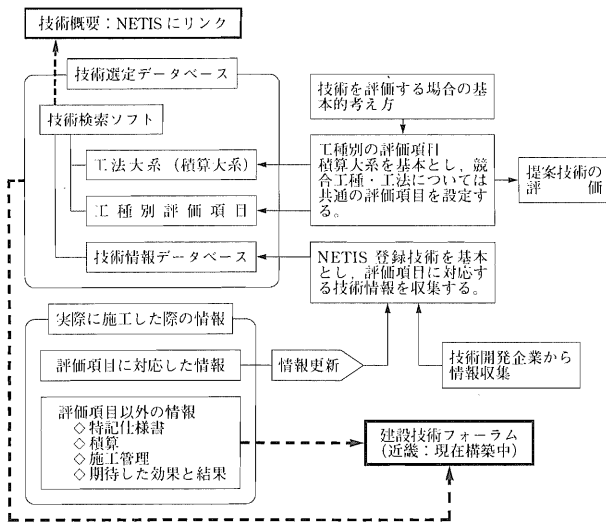 技術概要：NETISにリンク
技術選定データベース
技術検索ソフト
工法大系（積算大系）
工種別評価項目
技術情報データベース
技術を評価する場合の基
本的考え方
工種別の評価項目
積算大系を基本とし，競
合工種・工法については
共通の評価項目を設定す
る。
提案技術の
評　　価
NETIS 登録技術を基本
とし，評価項目に対応す
る技術情報を収集する。
実際に施工した際の情報
評価項目に対応した情報
情報更新
技術開発企業から
情報収集
評価項目以外の情報
◇特記仕様書
◇積算
◇施工管理
◇期待した効果と結果
建設技術フォーラム
（近畿：現在構築中）